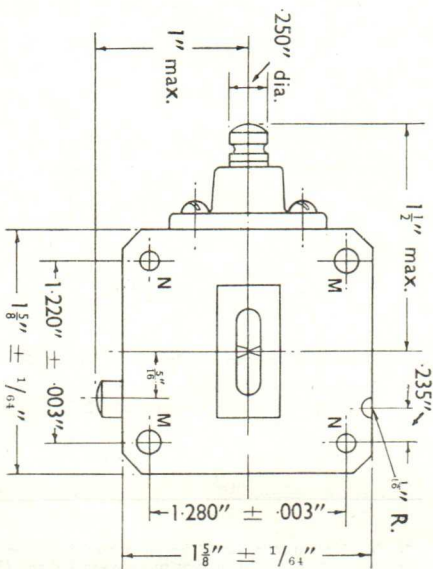 1" max.
.250" dia.
1½" max.
.235"
1/16" R.
N
M
M
N
5/16
1·220" ± ·003"
1⅝" ± 1/64"
1·280" ± ·003"
1⅝" ± 1/64"